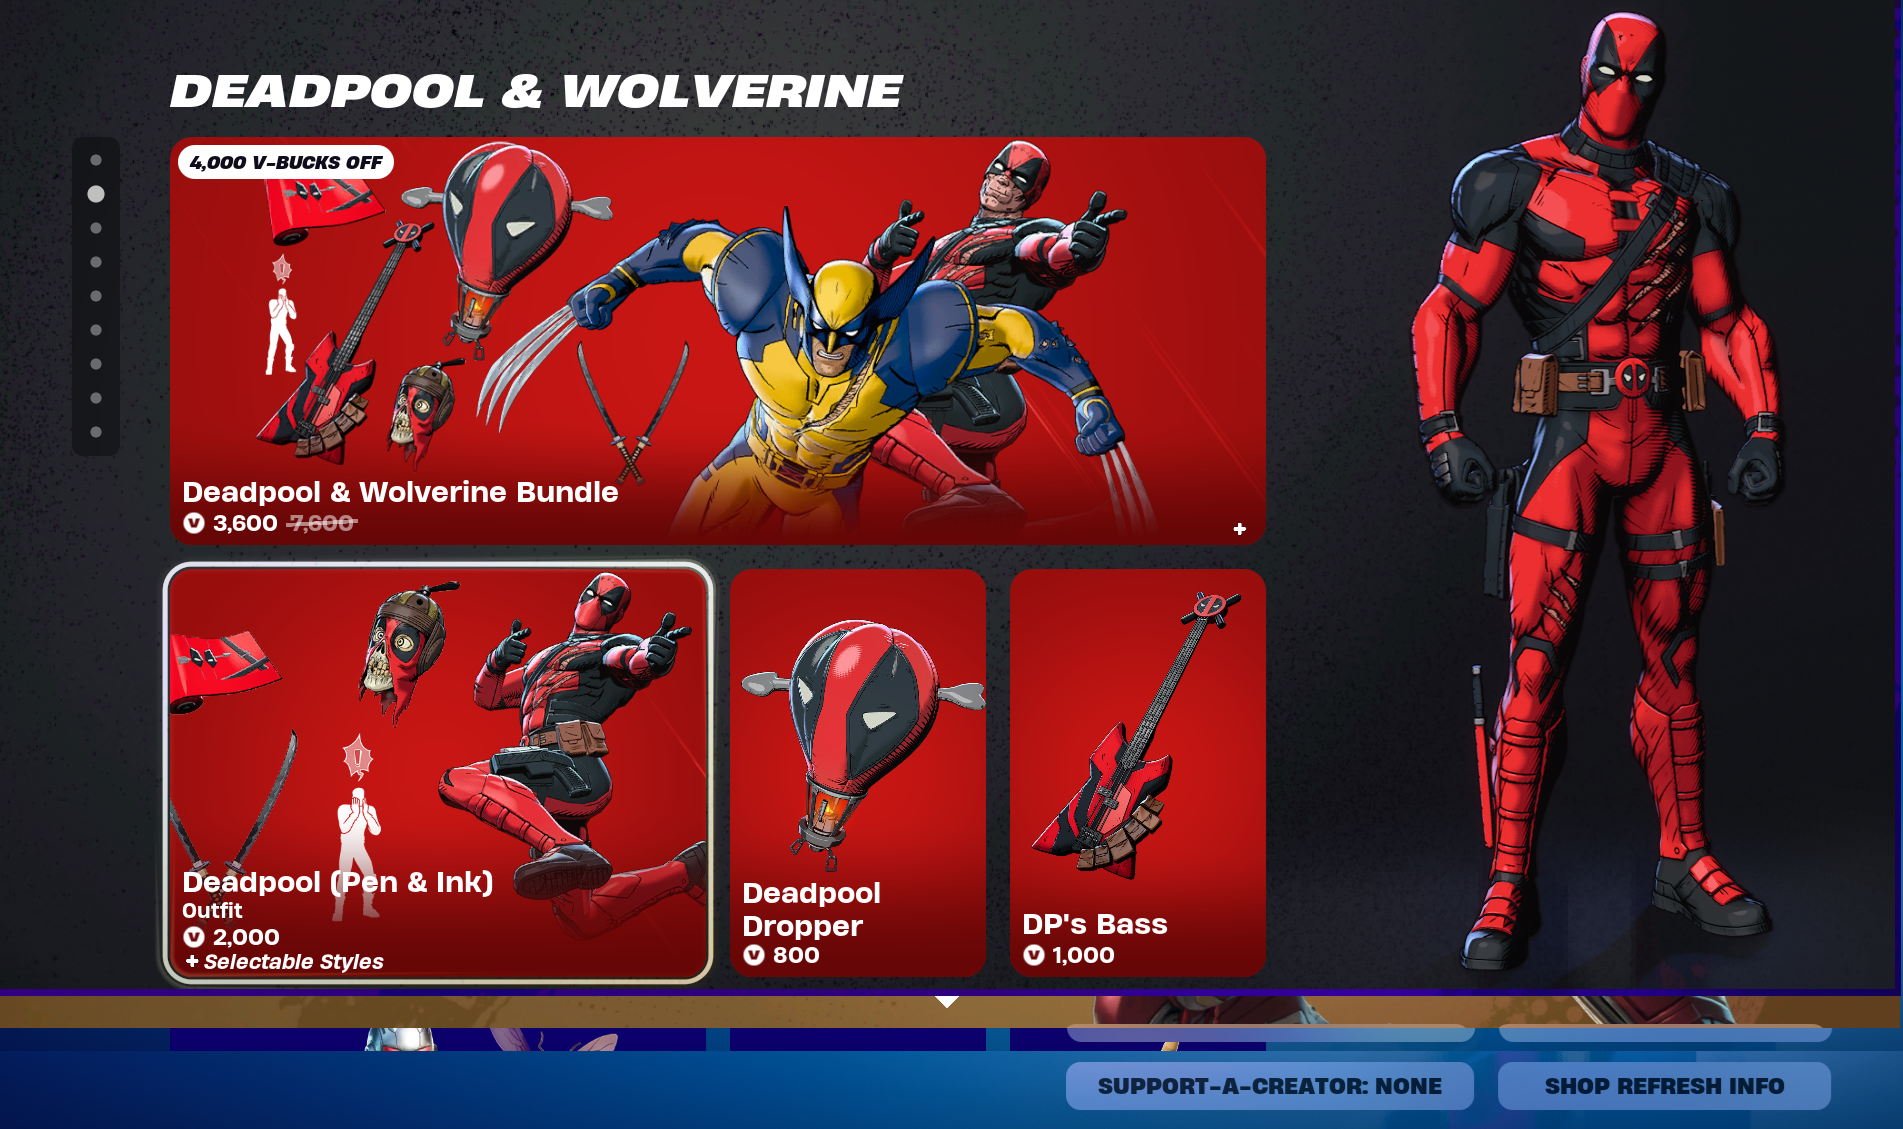 DEADPOOL & WOLVERINE
4,000 V-BUCKS OFF
Deadpool & Wolverine Bundle
3,600 7,600
+
Deadpool (Pen & Ink)
Outfit
2,000
+ Selectable Styles
Deadpool
Dropper
800
DP's Bass
1,000
SUPPORT-A-CREATOR: NONE
SHOP REFRESH INFO